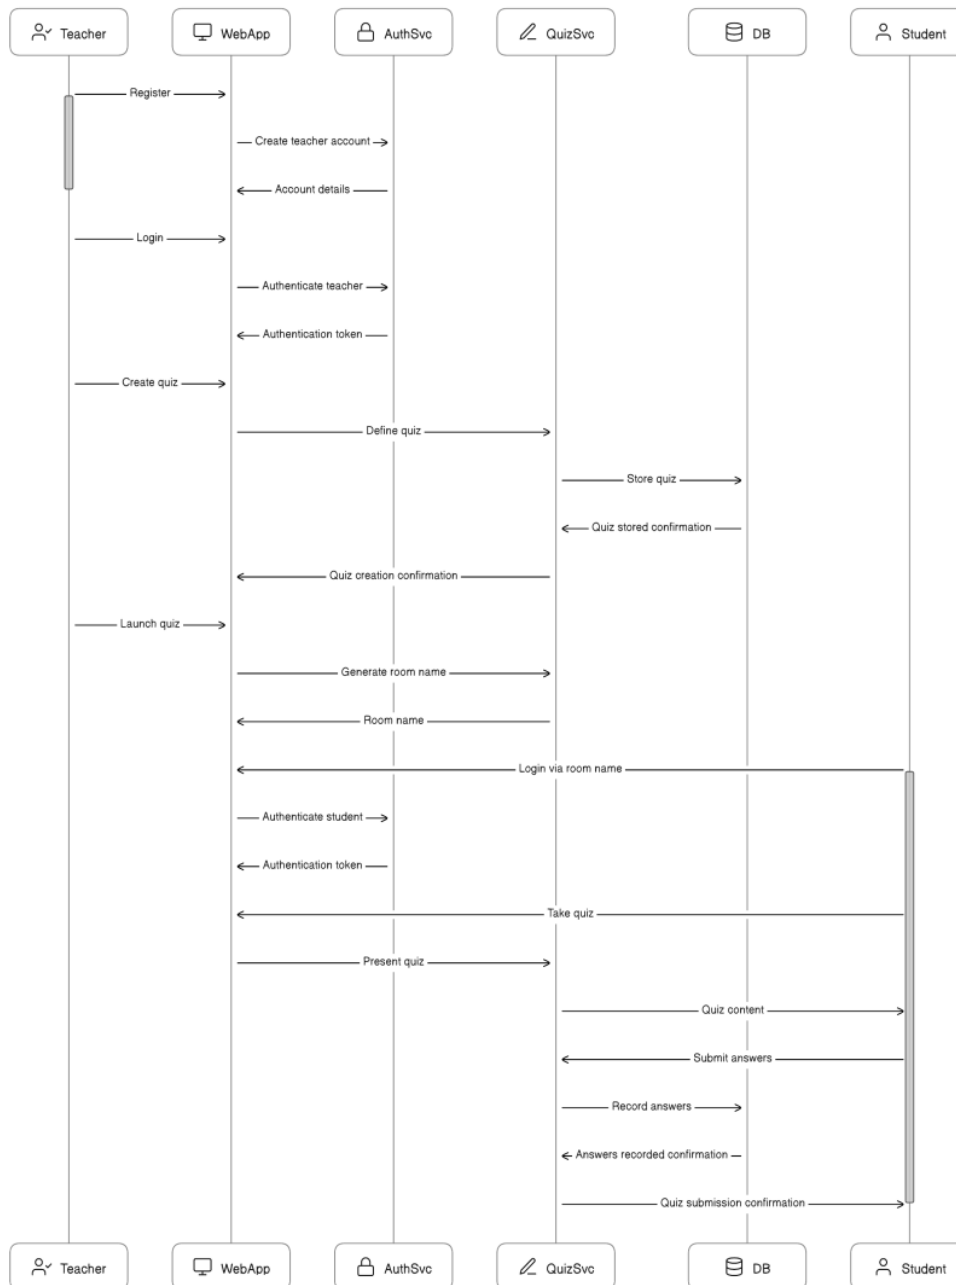 Teacher
WebApp
AuthSvc
QuizSvc
DB
Student
Register
Create teacher account
Account details
Login
Authenticate teacher
Authentication token
Create quiz
Define quiz
Store quiz
Quiz stored confirmation
Quiz creation confirmation
Launch quiz
Generate room name
Room name
Login via room name
Authenticate student
Authentication token
Take quiz
Present quiz
Quiz content
Submit answers
Record answers
Answers recorded confirmation
Quiz submission confirmation
Teacher
WebApp
AuthSvc
QuizSvc
DB
Student